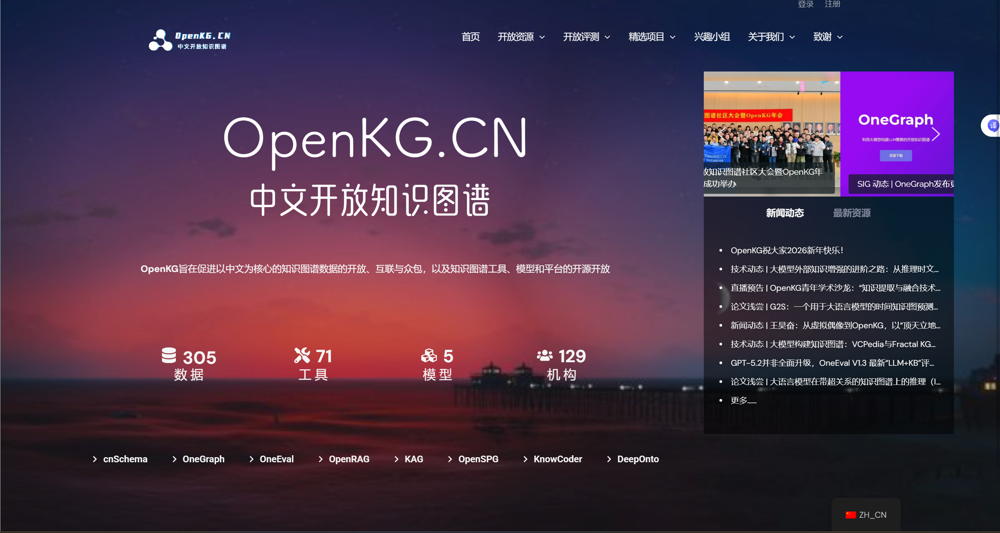 登录 注册
OpenKG.CN
中文开放知识图谱
首页 开放资源 开放评测 精选项目 兴趣小组 关于我们 致谢
OpenKG.CN
中文开放知识图谱
OpenKG旨在促进以中文为核心的知识图谱数据的开放、互联与众包，以及知识图谱工具、模型和平台的开源开放
305 71 5 129
数据 工具 模型 机构
cnSchema OneGraph OneEval OpenRAG KAG OpenSPG KnowCoder DeepOnto
图谱社区大会暨OpenKG年会
OpenKG.CN
中文开放知识图谱
公众号·开放知识图谱
放知识图谱社区大会暨OpenKG年
成功举办
OneGraph
利用大模型构建LLM需要的开放知识图谱
资源下载
SIG 动态 | OneGraph发布更
译
新闻动态 最新资源
OpenKG祝大家2026新年快乐！
技术动态 | 大模型外部知识增强的进阶之路：从推理时文...
直播预告 | OpenKG青年学术沙龙：“知识提取与融合技术...
论文浅尝 | G2S：一个用于大语言模型的时间知识图预测...
新闻动态 | 王昊奋：从虚拟偶像到OpenKG，以“顶天立地...
技术动态 | 大模型构建知识图谱：VCPedia与Fractal KG...
GPT-5.2并非全面升级，OneEval V1.3 最新“LLM+KB”评...
论文浅尝 | 大语言模型在带超关系的知识图谱上的推理（I...
更多……
ZH_CN